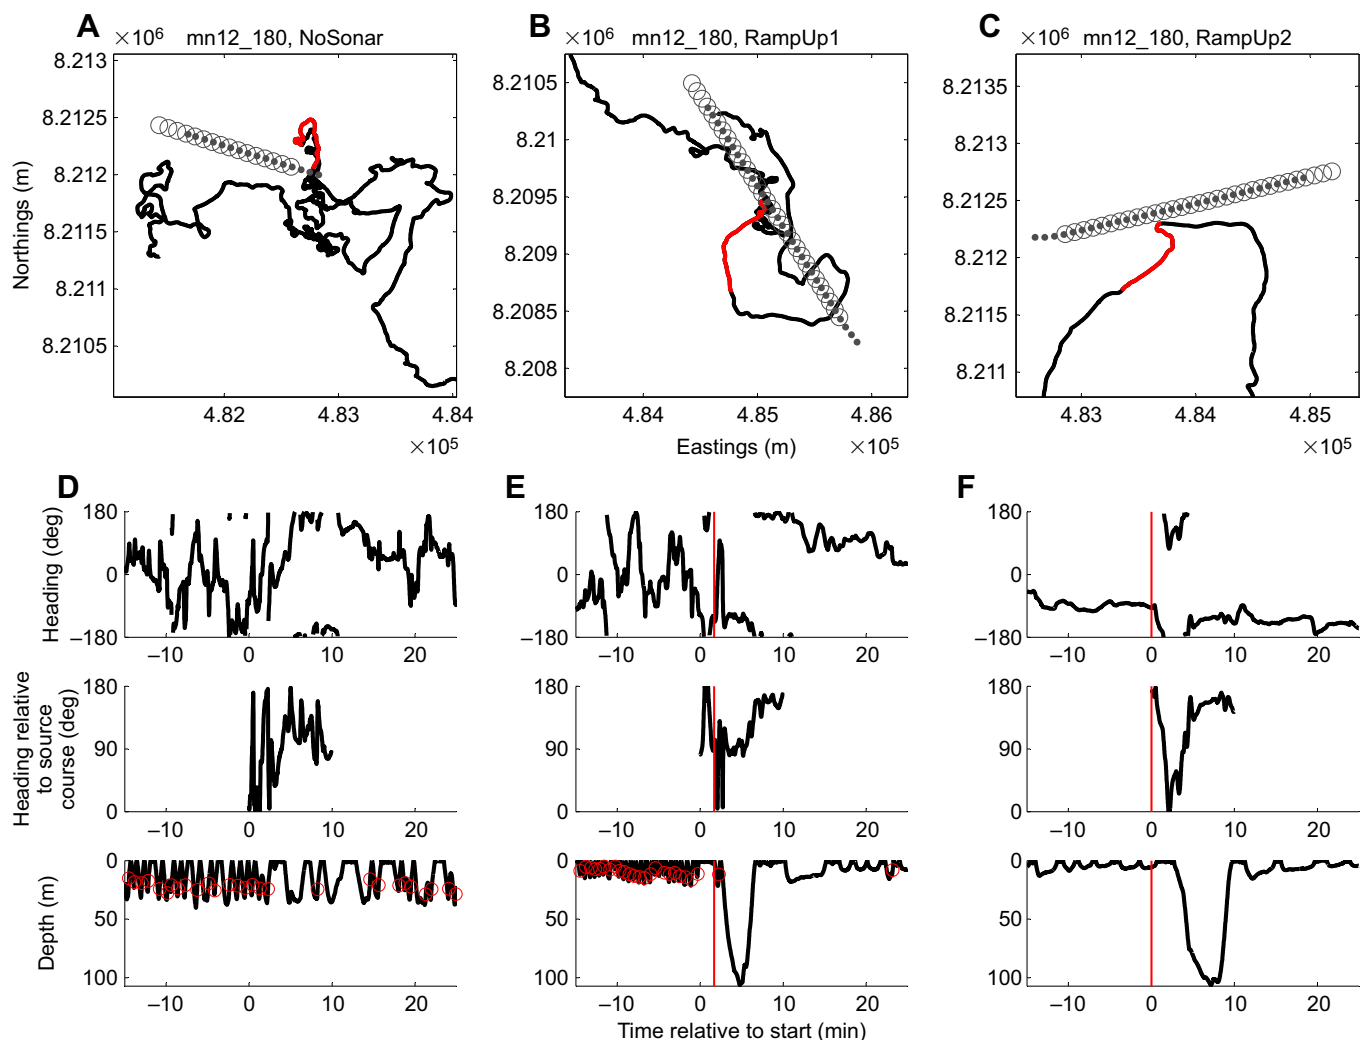 A ×10⁶ mn12_180, NoSonar
B ×10⁶ mn12_180, RampUp1
C ×10⁶ mn12_180, RampUp2
Northings (m)
8.213
8.2125
8.212
8.2115
8.211
8.2105
4.82 4.83 4.84
×10⁵
8.2105
8.21
8.2095
8.209
8.2085
8.208
4.84 4.85 4.86
Eastings (m) ×10⁵
8.2135
8.213
8.2125
8.212
8.2115
8.211
4.83 4.84 4.85
×10⁵
D E F
Heading (deg)
180
0
–180
–10 0 10 20
180
0
–180
–10 0 10 20
180
0
–180
–10 0 10 20
Heading relative
to source
course (deg)
180
90
0
–10 0 10 20
180
90
0
–10 0 10 20
180
90
0
–10 0 10 20
Depth (m)
0
50
100
–10 0 10 20
0
50
100
–10 0 10 20
0
50
100
–10 0 10 20
Time relative to start (min)